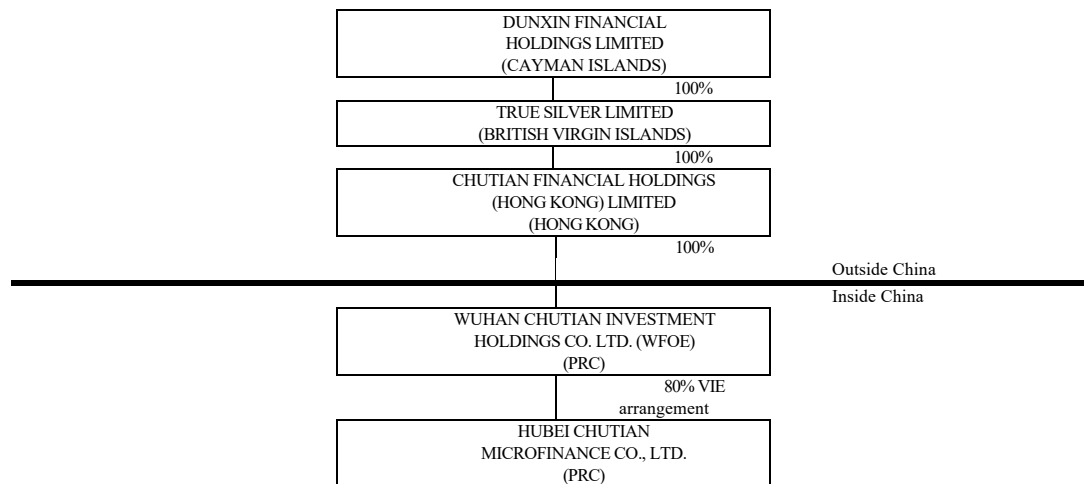 DUNXIN FINANCIAL
HOLDINGS LIMITED
(CAYMAN ISLANDS)
100%
TRUE SILVER LIMITED
(BRITISH VIRGIN ISLANDS)
100%
CHUTIAN FINANCIAL HOLDINGS
(HONG KONG) LIMITED
(HONG KONG)
100%
Outside China
Inside China
WUHAN CHUTIAN INVESTMENT
HOLDINGS CO. LTD. (WFOE)
(PRC)
80% VIE
arrangement
HUBEI CHUTIAN
MICROFINANCE CO., LTD.
(PRC)